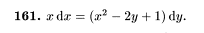 161. x dx = (x² − 2y + 1) dy.